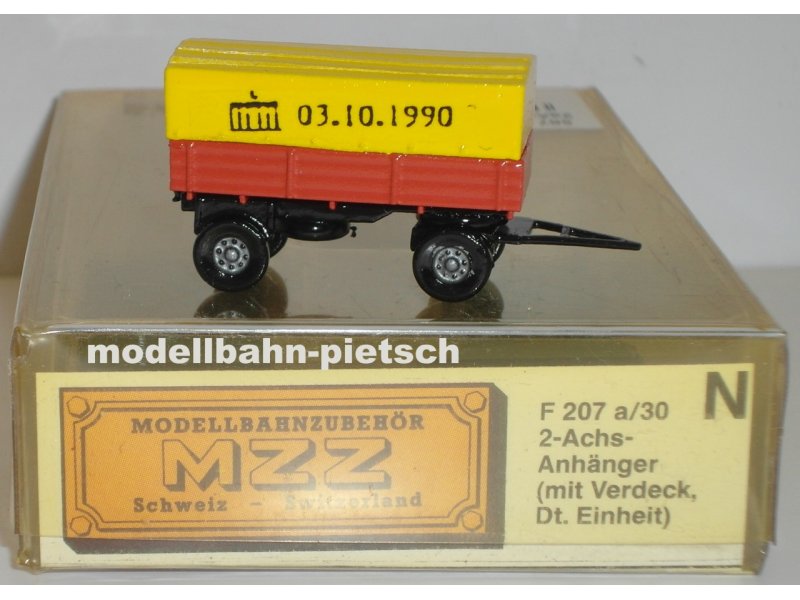 03.10.1990
modellbahn-pietsch
MODELLBAHNZUBEHÖR
MZZ
Schweiz - Switzerland
F 207 a/30
N
2-Achs-
Anhänger
(mit Verdeck,
Dt. Einheit)